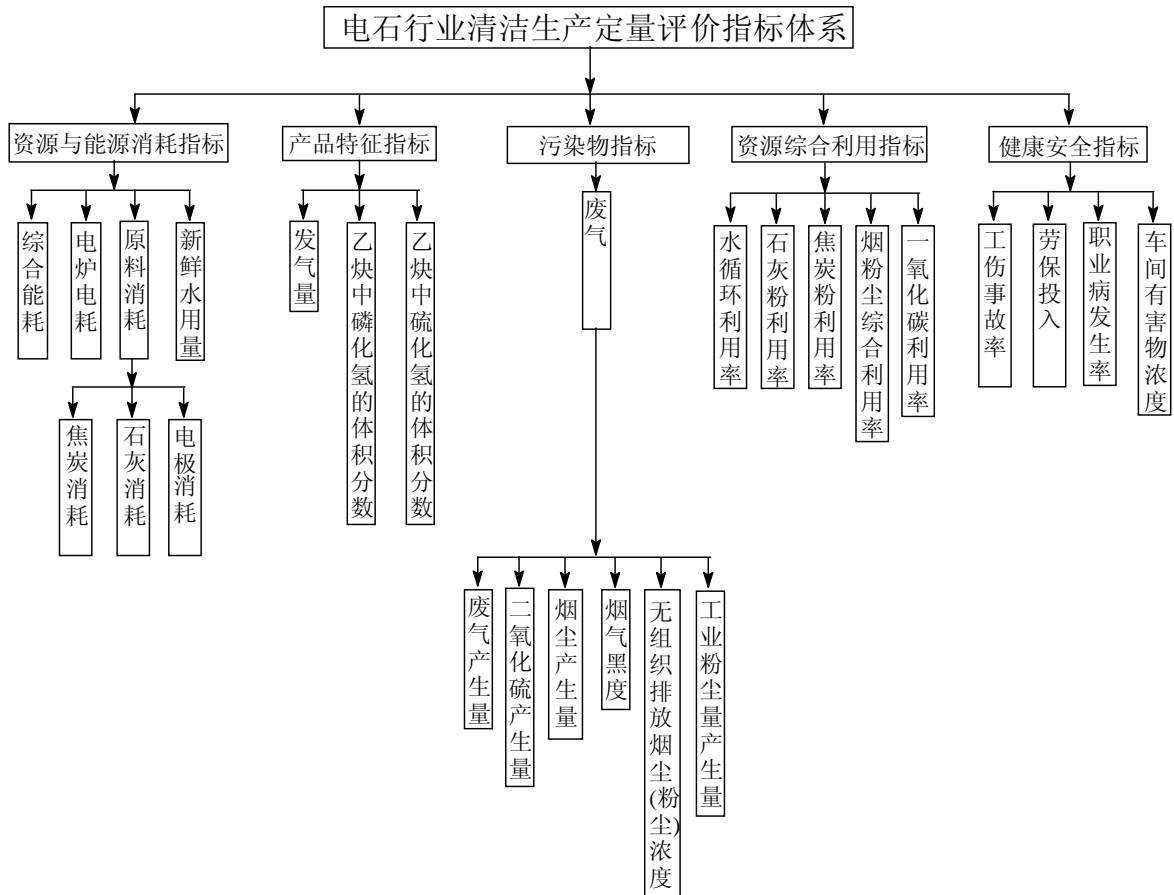 电石行业清洁生产定量评价指标体系
资源与能源消耗指标
产品特征指标
污染物指标
资源综合利用指标
健康安全指标
综合能耗
电炉电耗
原料消耗
新鲜水用量
发气量
乙炔中磷化氢的体积分数
乙炔中硫化氢的体积分数
废气
水循环利用率
石灰粉利用率
焦炭粉利用率
烟粉尘综合利用率
一氧化碳利用率
工伤事故率
劳保投入
职业病发生率
车间有害物浓度
焦炭消耗
石灰消耗
电极消耗
废气产生量
二氧化硫产生量
烟尘产生量
烟气黑度
无组织排放烟尘(粉尘)浓度
工业粉尘量产生量